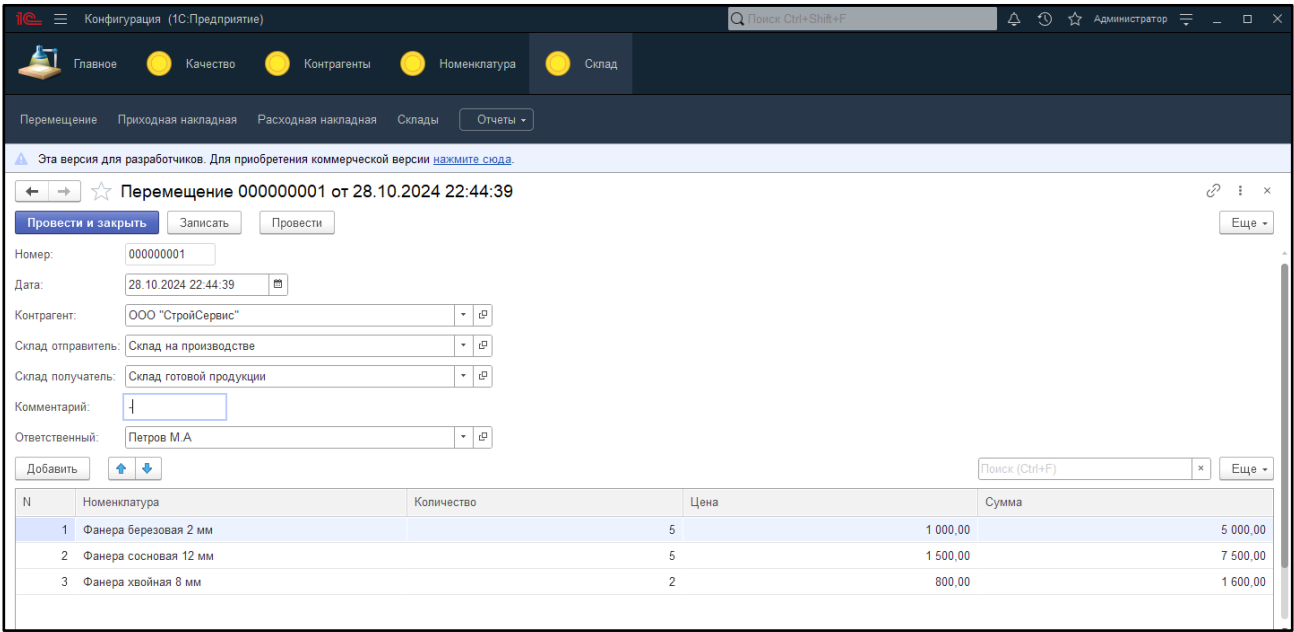 1С Конфигурация (1С:Предприятие) Поиск Ctrl+Shift+F Администратор
Главное Качество Контрагенты Номенклатура Склад
Перемещение Приходная накладная Расходная накладная Склады Отчеты
Эта версия для разработчиков. Для приобретения коммерческой версии нажмите сюда.
Перемещение 000000001 от 28.10.2024 22:44:39
Провести и закрыть Записать Провести Еще
Номер: 000000001
Дата: 28.10.2024 22:44:39
Контрагент: ООО "СтройСервис"
Склад отправитель: Склад на производстве
Склад получатель: Склад готовой продукции
Комментарий: -
Ответственный: Петров М.А
Добавить Поиск (Ctrl+F) × Еще
N Номенклатура Количество Цена Сумма
1 Фанера березовая 2 мм 5 1 000,00 5 000,00
2 Фанера сосновая 12 мм 5 1 500,00 7 500,00
3 Фанера хвойная 8 мм 2 800,00 1 600,00